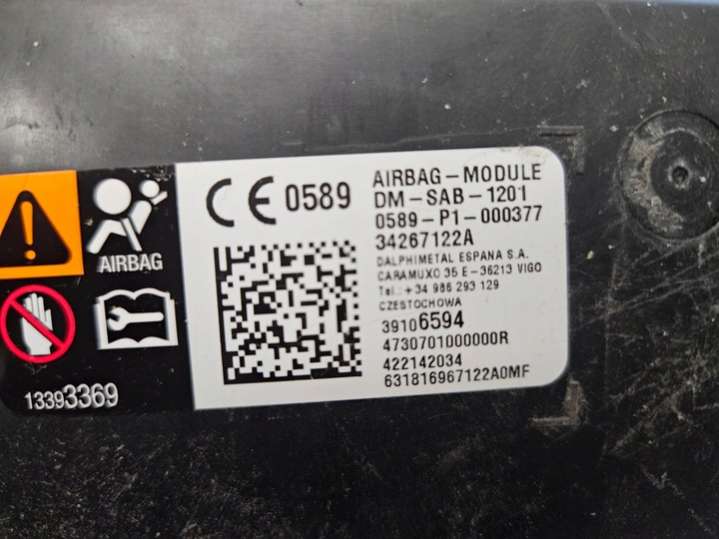 AIRBAG
13393369
CE 0589
AIRBAG-MODULE
DM-SAB-1201
0589-P1-000377
34267122A
DALPHIMETAL ESPANA S.A.
CARAMUXO 35 E-36213 VIGO
Tel.:+34 986 293 129
CZESTOCHOWA
39106594
4730701000000R
422142034
631816967122A0MF